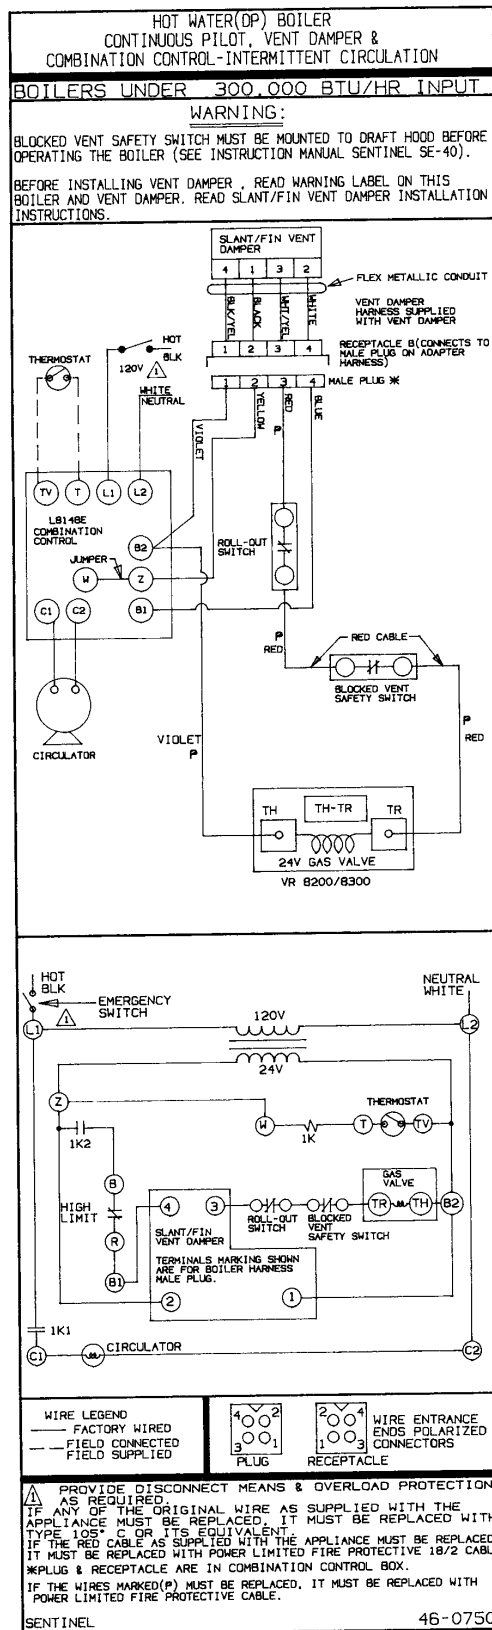 HOT WATER(DP) BOILER
CONTINUOUS PILOT, VENT DAMPER &
COMBINATION CONTROL-INTERMITTENT CIRCULATION
BOILERS UNDER 300,000 BTU/HR INPUT
WARNING:
BLOCKED VENT SAFETY SWITCH MUST BE MOUNTED TO DRAFT HOOD BEFORE
OPERATING THE BOILER (SEE INSTRUCTION MANUAL SENTINEL SE-40).
BEFORE INSTALLING VENT DAMPER , READ WARNING LABEL ON THIS
BOILER AND VENT DAMPER. READ SLANT/FIN VENT DAMPER INSTALLATION
INSTRUCTIONS.
SLANT/FIN VENT
DAMPER
4 1 3 2
FLEX METALLIC CONDUIT
BLK/YEL
BLACK
WHT/YEL
WHITE
VENT DAMPER
HARNESS SUPPLIED
WITH VENT DAMPER
1 2 3 4
RECEPTACLE B(CONNECTS TO
MALE PLUG ON ADAPTER
HARNESS)
1 2 3 4
MALE PLUG *
HOT
BLK
120V
1
WHITE
NEUTRAL
THERMOSTAT
VIOLET
YELLOW
RED
BLUE
P
TV T L1 L2
L8148E
COMBINATION
CONTROL
B2
JUMPER
W Z
C1 C2 B1
ROLL-OUT
SWITCH
P
RED
RED CABLE
BLOCKED VENT
SAFETY SWITCH
CIRCULATOR
VIOLET
P
P
RED
TH
TH-TR
TR
24V GAS VALVE
VR 8200/8300
HOT
BLK
EMERGENCY
SWITCH
1
NEUTRAL
WHITE
L1
120V
L2
24V
Z
1K2
W
1K
THERMOSTAT
T TV
B
HIGH
LIMIT
R
B1
4 3
SLANT/FIN
VENT DAMPER
TERMINALS MARKING SHOWN
ARE FOR BOILER HARNESS
MALE PLUG.
2 1
ROLL-OUT
SWITCH
BLOCKED
VENT
SAFETY SWITCH
GAS
VALVE
TR TH
B2
1K1
C1
CIRCULATOR
C2
WIRE LEGEND
FACTORY WIRED
FIELD CONNECTED
FIELD SUPPLIED
4 2
3 1
PLUG
2 4
1 3
RECEPTACLE
WIRE ENTRANCE
ENDS POLARIZED
CONNECTORS
1 PROVIDE DISCONNECT MEANS & OVERLOAD PROTECTION
AS REQUIRED.
IF ANY OF THE ORIGINAL WIRE AS SUPPLIED WITH THE
APPLIANCE MUST BE REPLACED, IT MUST BE REPLACED WITH
TYPE 105° C OR ITS EQUIVALENT.
IF THE RED CABLE AS SUPPLIED WITH THE APPLIANCE MUST BE REPLACED
IT MUST BE REPLACED WITH POWER LIMITED FIRE PROTECTIVE 18/2 CABL
*PLUG & RECEPTACLE ARE IN COMBINATION CONTROL BOX.
IF THE WIRES MARKED(P) MUST BE REPLACED, IT MUST BE REPLACED WITH
POWER LIMITED FIRE PROTECTIVE CABLE.
SENTINEL
46-0750